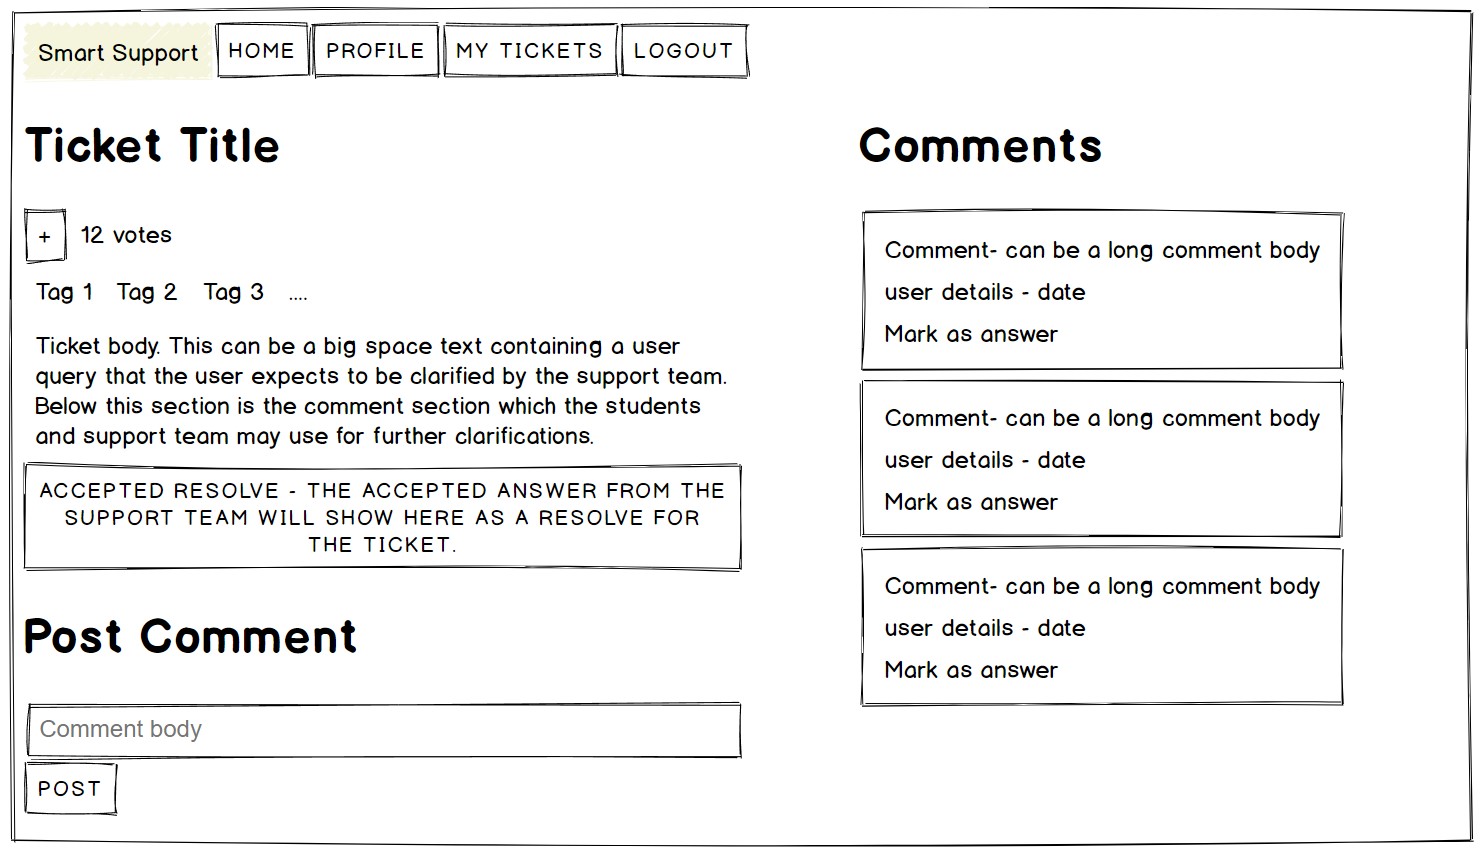 Smart Support HOME PROFILE MY TICKETS LOGOUT
Ticket Title
+ 12 votes
Tag 1 Tag 2 Tag 3 ....
Ticket body. This can be a big space text containing a user
query that the user expects to be clarified by the support team.
Below this section is the comment section which the students
and support team may use for further clarifications.
ACCEPTED RESOLVE - THE ACCEPTED ANSWER FROM THE
SUPPORT TEAM WILL SHOW HERE AS A RESOLVE FOR
THE TICKET.
Post Comment
Comment body
POST
Comments
Comment- can be a long comment body
user details - date
Mark as answer
Comment- can be a long comment body
user details - date
Mark as answer
Comment- can be a long comment body
user details - date
Mark as answer